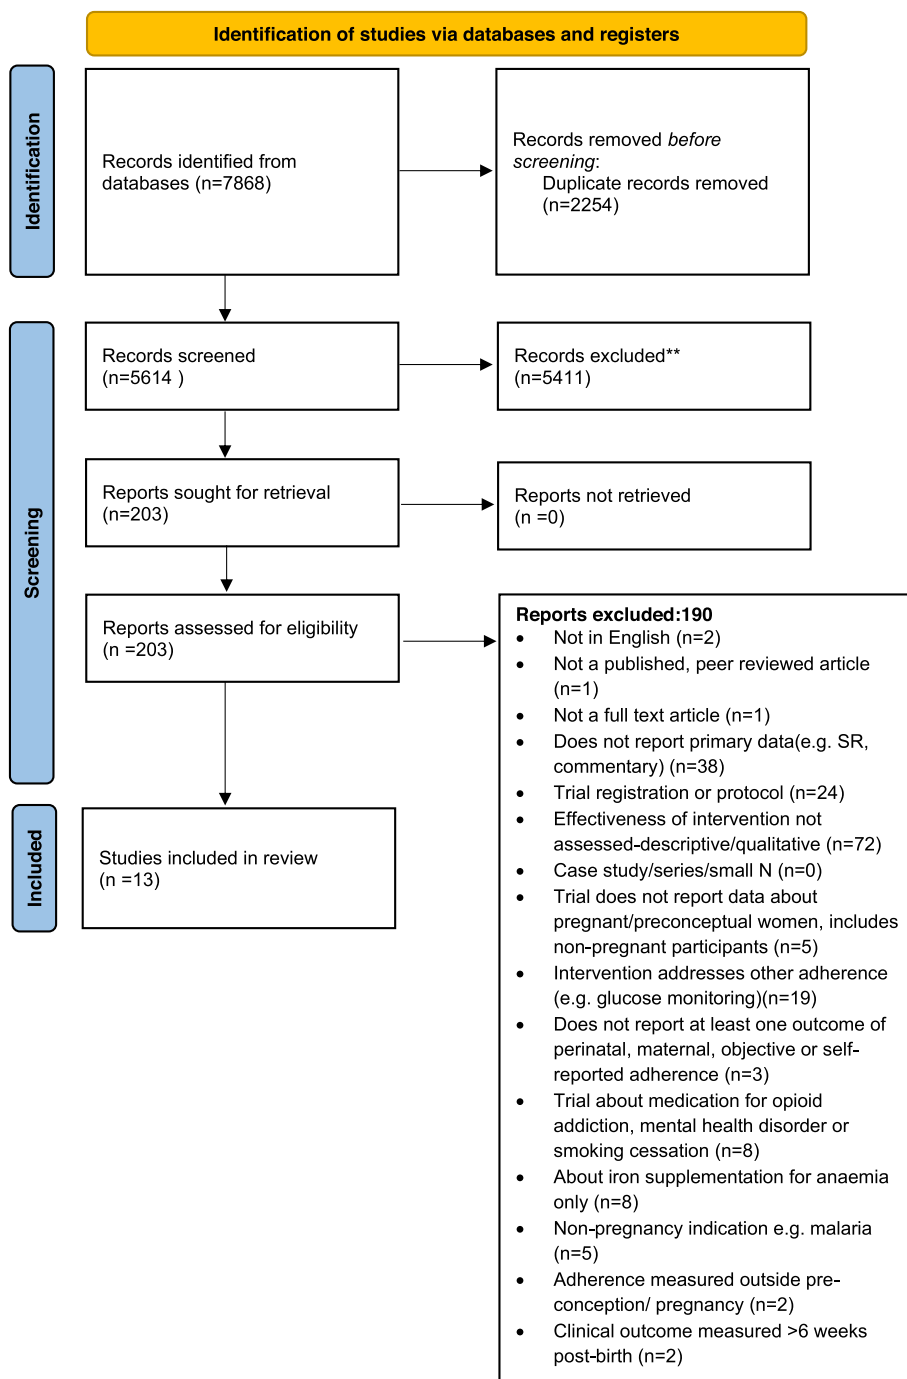 Identification of studies via databases and registers
Identification
Records identified from
databases (n=7868)
Records removed before
screening:
Duplicate records removed
(n=2254)
Screening
Records screened
(n=5614 )
Records excluded**
(n=5411)
Reports sought for retrieval
(n=203)
Reports not retrieved
(n =0)
Reports assessed for eligibility
(n =203)
Reports excluded:190
• Not in English (n=2)
• Not a published, peer reviewed article
(n=1)
• Not a full text article (n=1)
• Does not report primary data(e.g. SR,
commentary) (n=38)
• Trial registration or protocol (n=24)
• Effectiveness of intervention not
assessed-descriptive/qualitative (n=72)
• Case study/series/small N (n=0)
• Trial does not report data about
pregnant/preconceptual women, includes
non-pregnant participants (n=5)
• Intervention addresses other adherence
(e.g. glucose monitoring)(n=19)
• Does not report at least one outcome of
perinatal, maternal, objective or self-
reported adherence (n=3)
• Trial about medication for opioid
addiction, mental health disorder or
smoking cessation (n=8)
• About iron supplementation for anaemia
only (n=8)
• Non-pregnancy indication e.g. malaria
(n=5)
• Adherence measured outside pre-
conception/ pregnancy (n=2)
• Clinical outcome measured >6 weeks
post-birth (n=2)
Included
Studies included in review
(n =13)